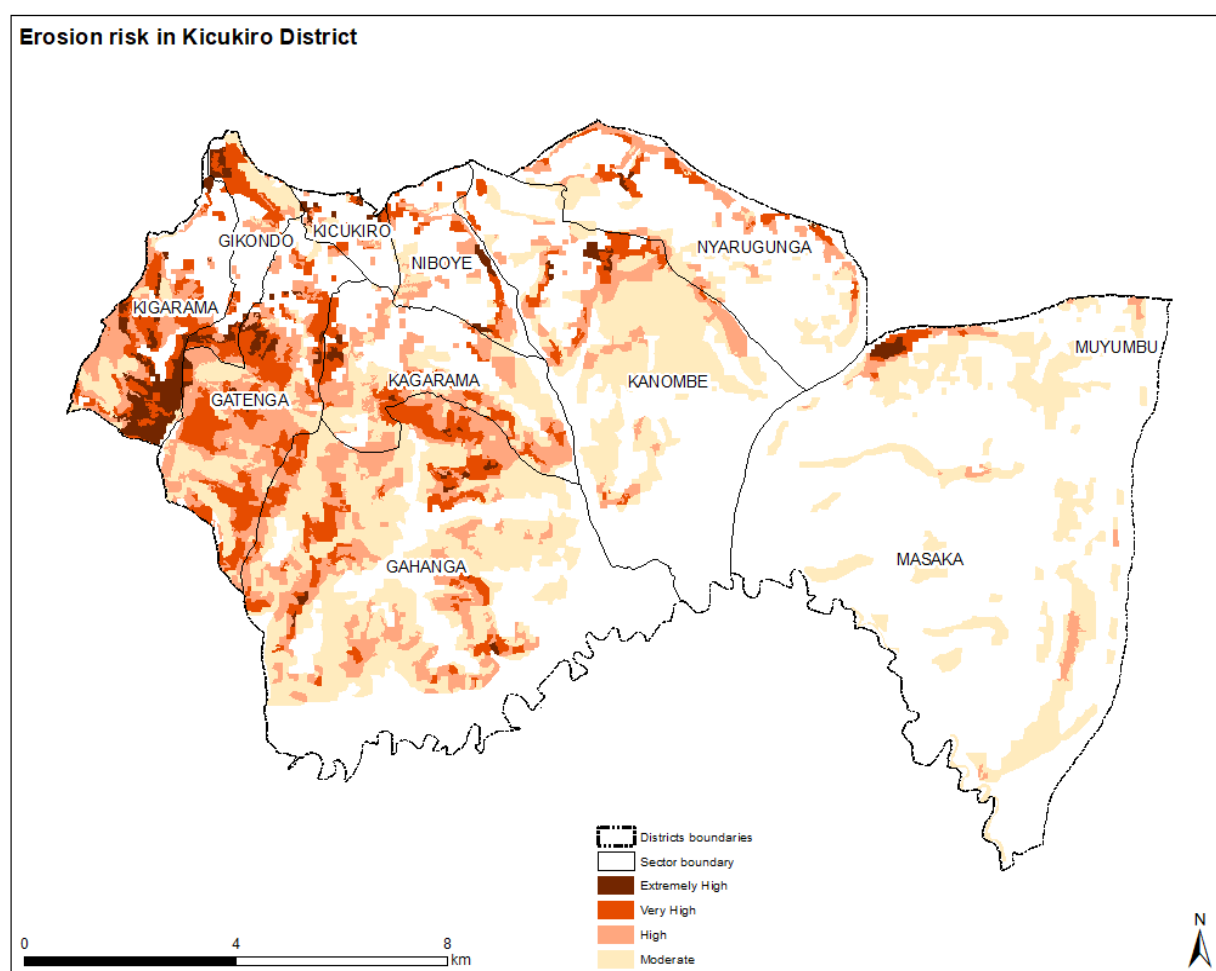 Erosion risk in Kicukiro District
KICUKIRO
GIKONDO
NYARUGUNGA
NIBOYE
KIGARAMA
MUYUMBU
KAGARAMA
KANOMBE
GATENGA
MASAKA
GAHANGA
Districts boundaries
Sector boundary
Extremely High
Very High
High
Moderate
0 4 8
km
N